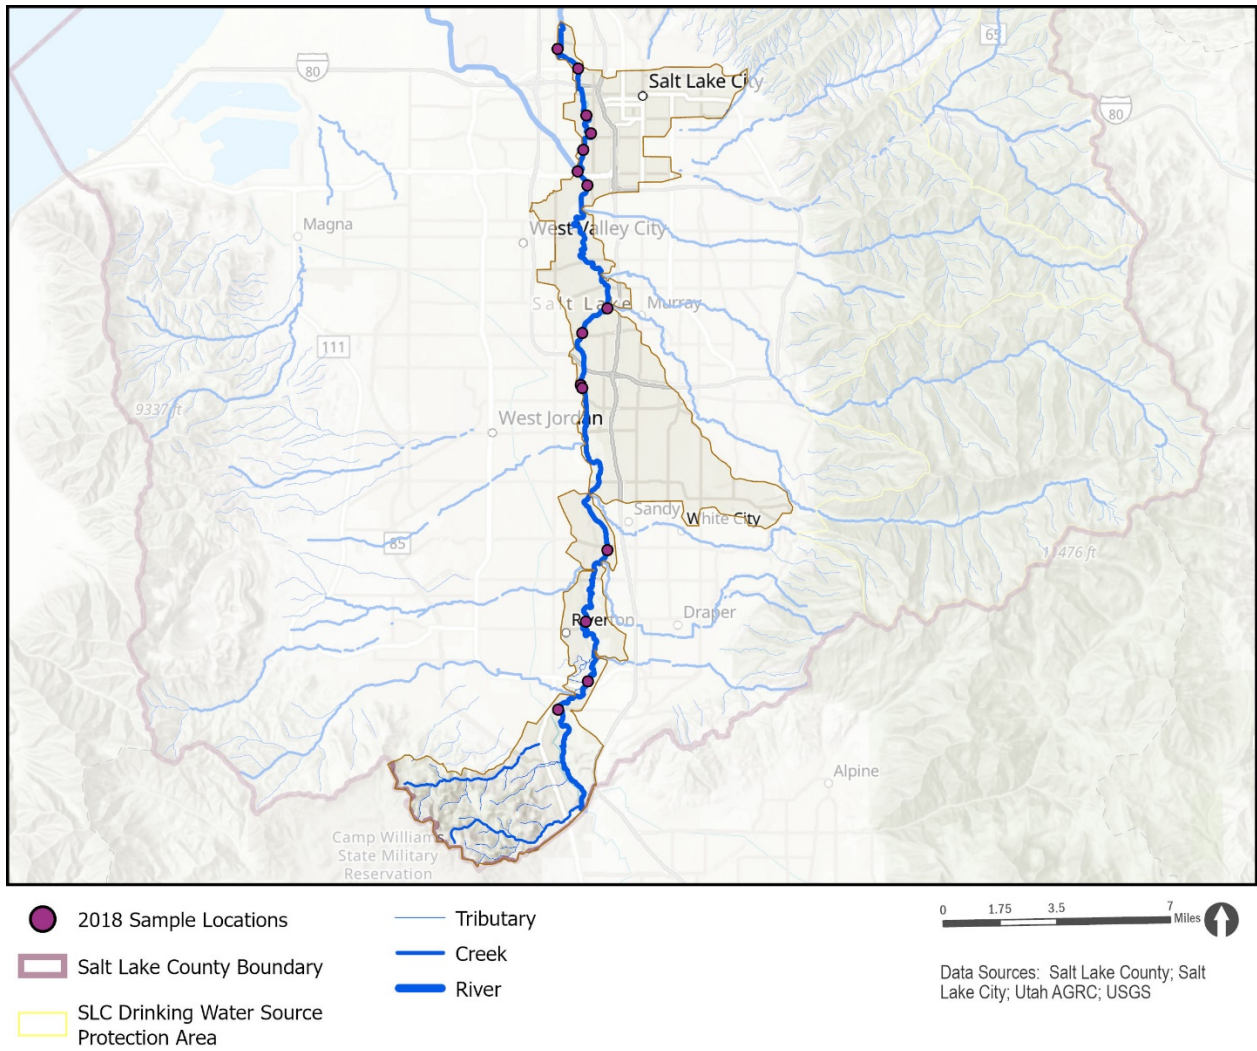 65
80
Salt Lake City
80
Magna
West Valley City
Salt Lake
Murray
111
9337 ft
West Jordan
Sandy
White City
85
Riverton
Draper
Alpine
Camp Williams
State Military
Reservation
2018 Sample Locations
Salt Lake County Boundary
SLC Drinking Water Source
Protection Area
Tributary
Creek
River
0 1.75 3.5 7
Miles
Data Sources: Salt Lake County; Salt
Lake City; Utah AGRC; USGS